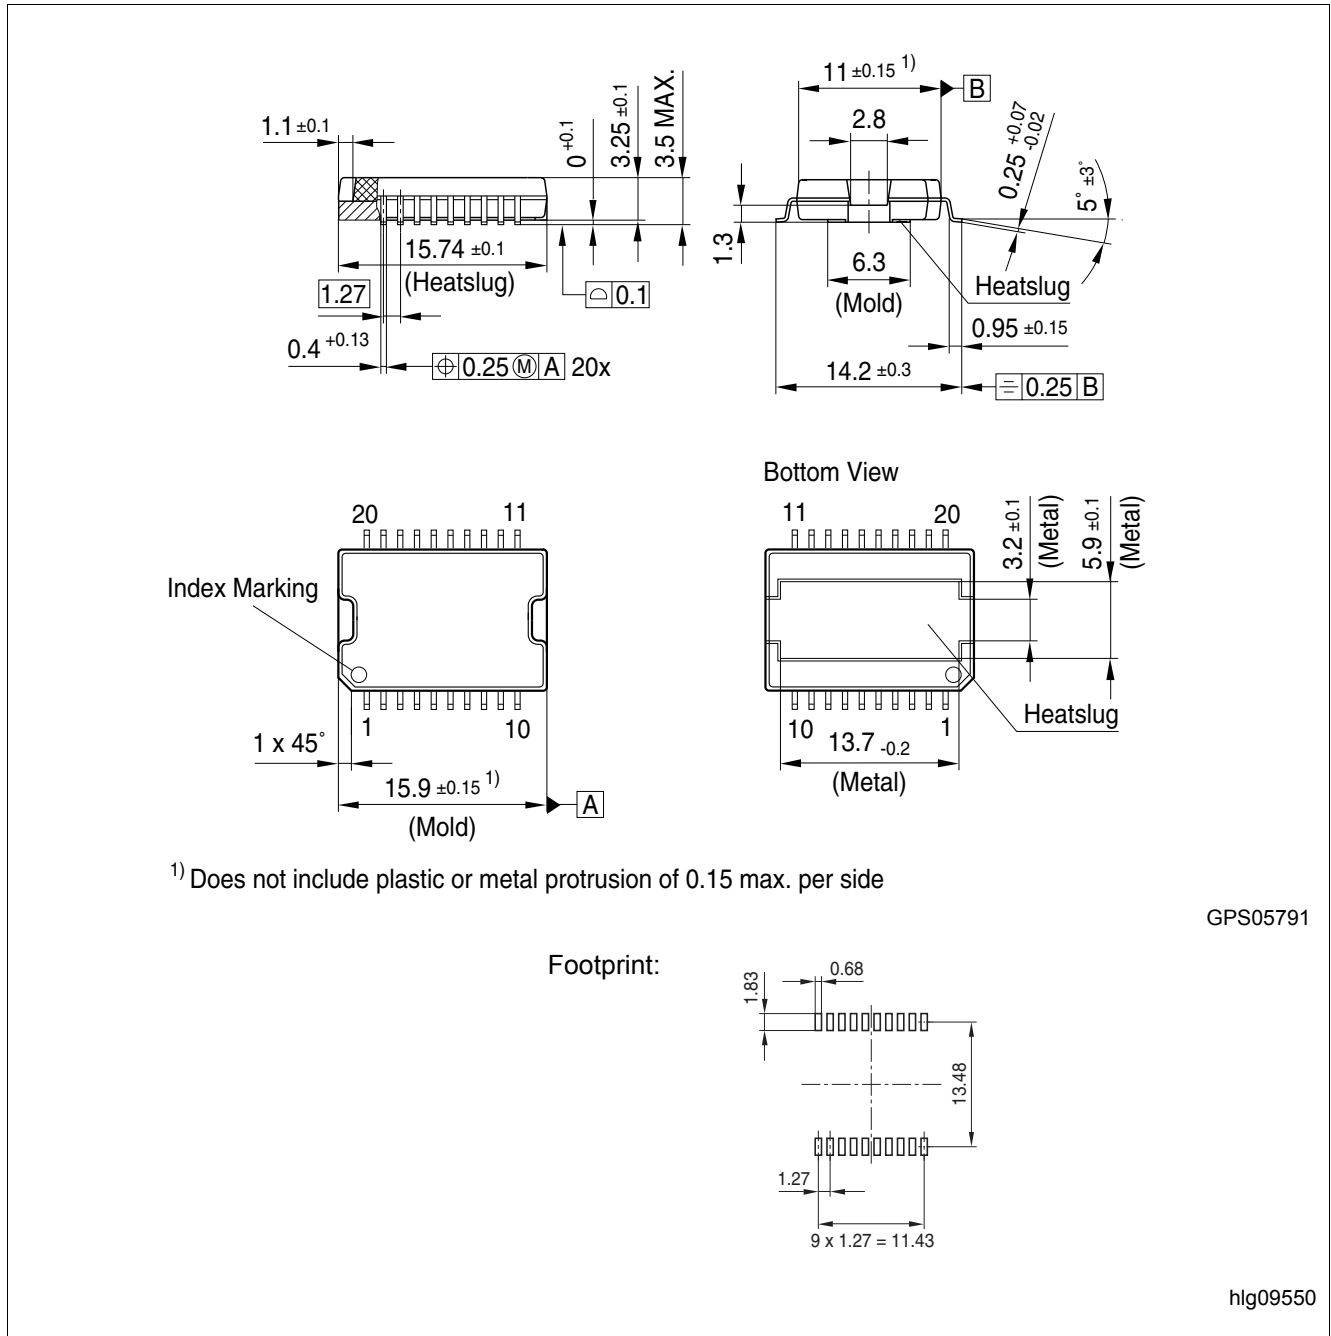 11 ±0.15 1)
B
1.1 ±0.1
0 +0.1
3.25 ±0.1
3.5 MAX.
2.8
0.25 +0.07 -0.02
5° ±3°
15.74 ±0.1
(Heatslug)
1.27
0.1
0.4 +0.13
⌖ 0.25 Ⓜ A 20x
1.3
6.3
(Mold)
Heatslug
0.95 ±0.15
14.2 ±0.3
⌯ 0.25 B
Bottom View
20
11
Index Marking
1
10
1 x 45°
15.9 ±0.15 1)
(Mold)
A
11
20
3.2 ±0.1
(Metal)
5.9 ±0.1
(Metal)
10
1
Heatslug
13.7 -0.2
(Metal)
1) Does not include plastic or metal protrusion of 0.15 max. per side
GPS05791
Footprint:
0.68
1.83
13.48
1.27
9 x 1.27 = 11.43
hlg09550